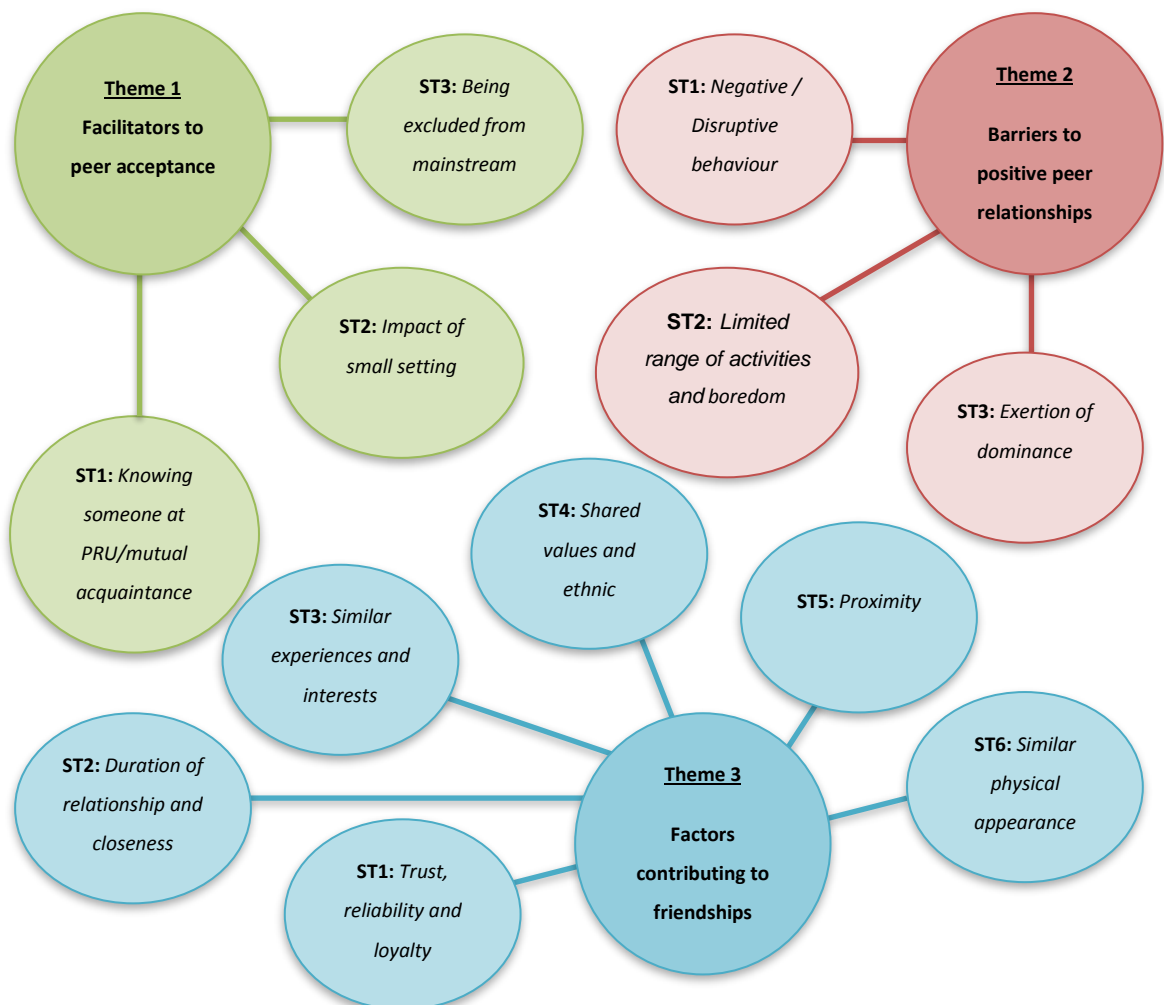 Theme 1
Facilitators to
peer acceptance
ST3: Being
excluded from
mainstream
ST2: Impact of
small setting
ST1: Knowing
someone at
PRU/mutual
acquaintance
Theme 2
Barriers to
positive peer
relationships
ST1: Negative /
Disruptive
behaviour
ST2: Limited
range of activities
and boredom
ST3: Exertion of
dominance
ST4: Shared
values and
ethnic
ST5: Proximity
ST3: Similar
experiences and
interests
ST2: Duration of
relationship and
closeness
ST1: Trust,
reliability and
loyalty
Theme 3
Factors
contributing to
friendships
ST6: Similar
physical
appearance